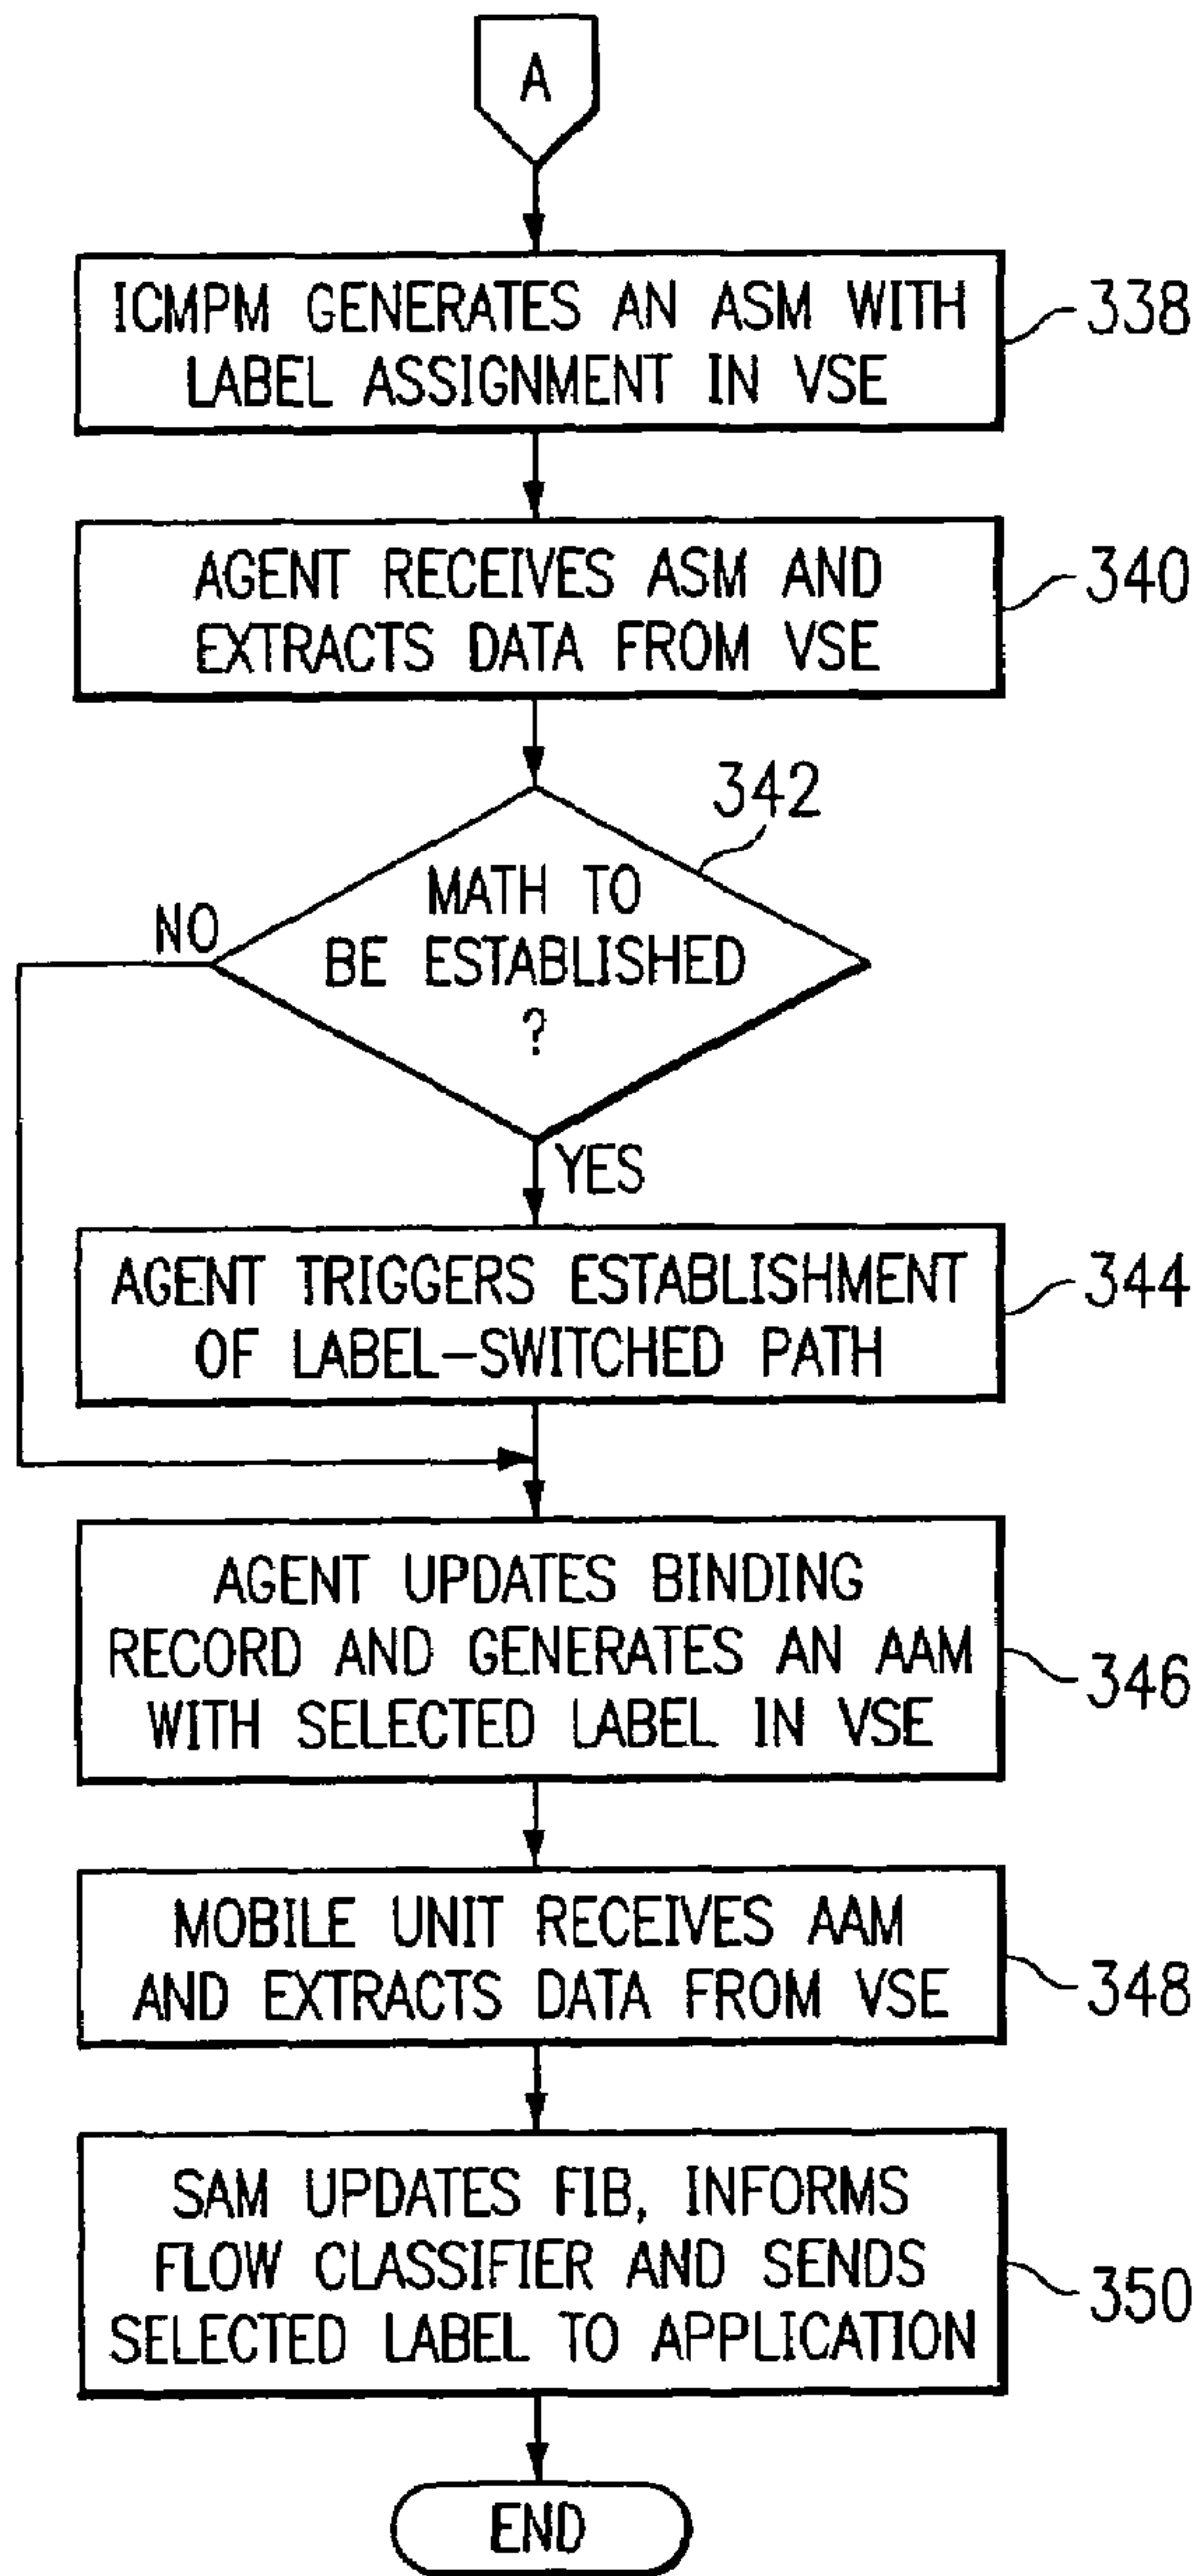 A
ICMPM GENERATES AN ASM WITH
LABEL ASSIGNMENT IN VSE
338
AGENT RECEIVES ASM AND
EXTRACTS DATA FROM VSE
340
342
MATH TO
BE ESTABLISHED
?
NO
YES
AGENT TRIGGERS ESTABLISHMENT
OF LABEL-SWITCHED PATH
344
AGENT UPDATES BINDING
RECORD AND GENERATES AN AAM
WITH SELECTED LABEL IN VSE
346
MOBILE UNIT RECEIVES AAM
AND EXTRACTS DATA FROM VSE
348
SAM UPDATES FIB, INFORMS
FLOW CLASSIFIER AND SENDS
SELECTED LABEL TO APPLICATION
350
END